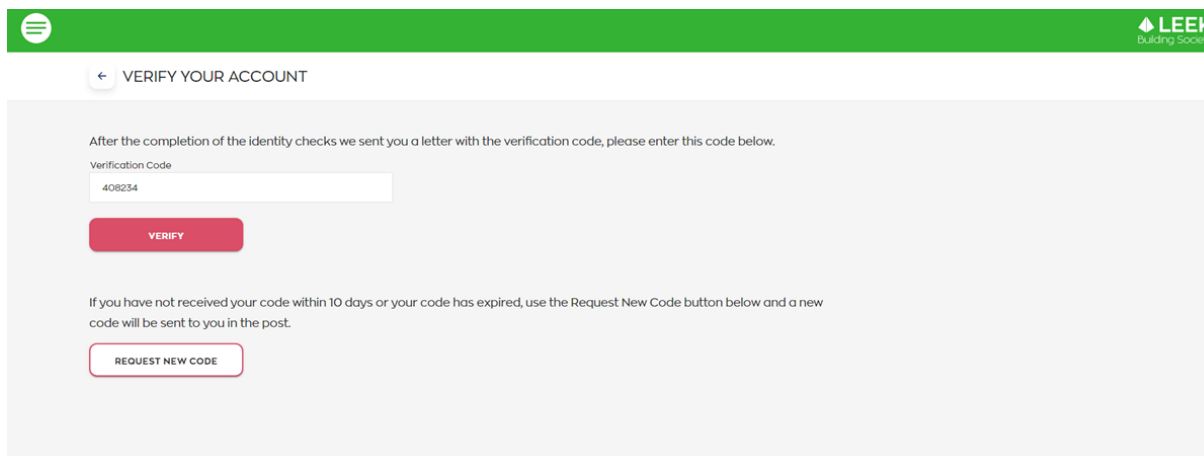 LEEK
Building Society
VERIFY YOUR ACCOUNT
After the completion of the identity checks we sent you a letter with the verification code, please enter this code below.
Verification Code
408234
VERIFY
If you have not received your code within 10 days or your code has expired, use the Request New Code button below and a new
code will be sent to you in the post.
REQUEST NEW CODE